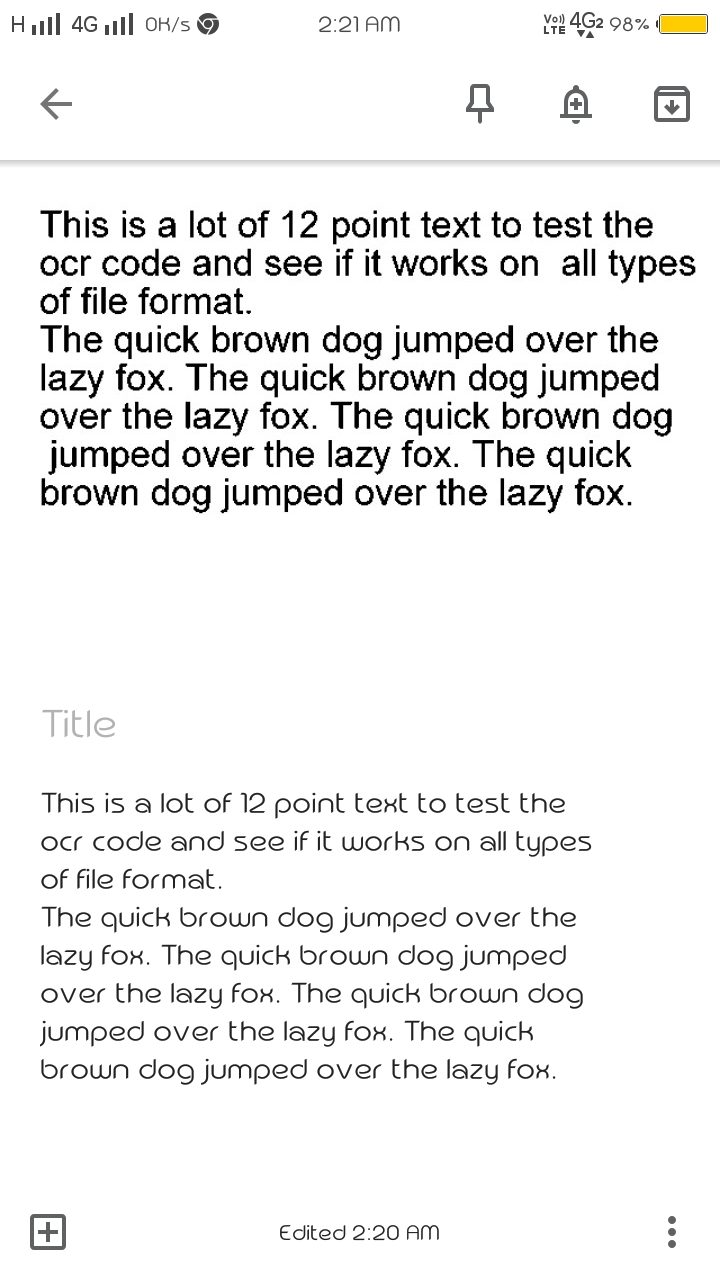 H 4G 0K/s 2:21 AM Vo)) LTE 4G2 98%
This is a lot of 12 point text to test the
ocr code and see if it works on  all types
of file format.
The quick brown dog jumped over the
lazy fox. The quick brown dog jumped
over the lazy fox. The quick brown dog
 jumped over the lazy fox. The quick
brown dog jumped over the lazy fox.
Title
This is a lot of 12 point text to test the
ocr code and see if it works on all types
of file format.
The quick brown dog jumped over the
lazy fox. The quick brown dog jumped
over the lazy fox. The quick brown dog
jumped over the lazy fox. The quick
brown dog jumped over the lazy fox.
Edited 2:20 AM